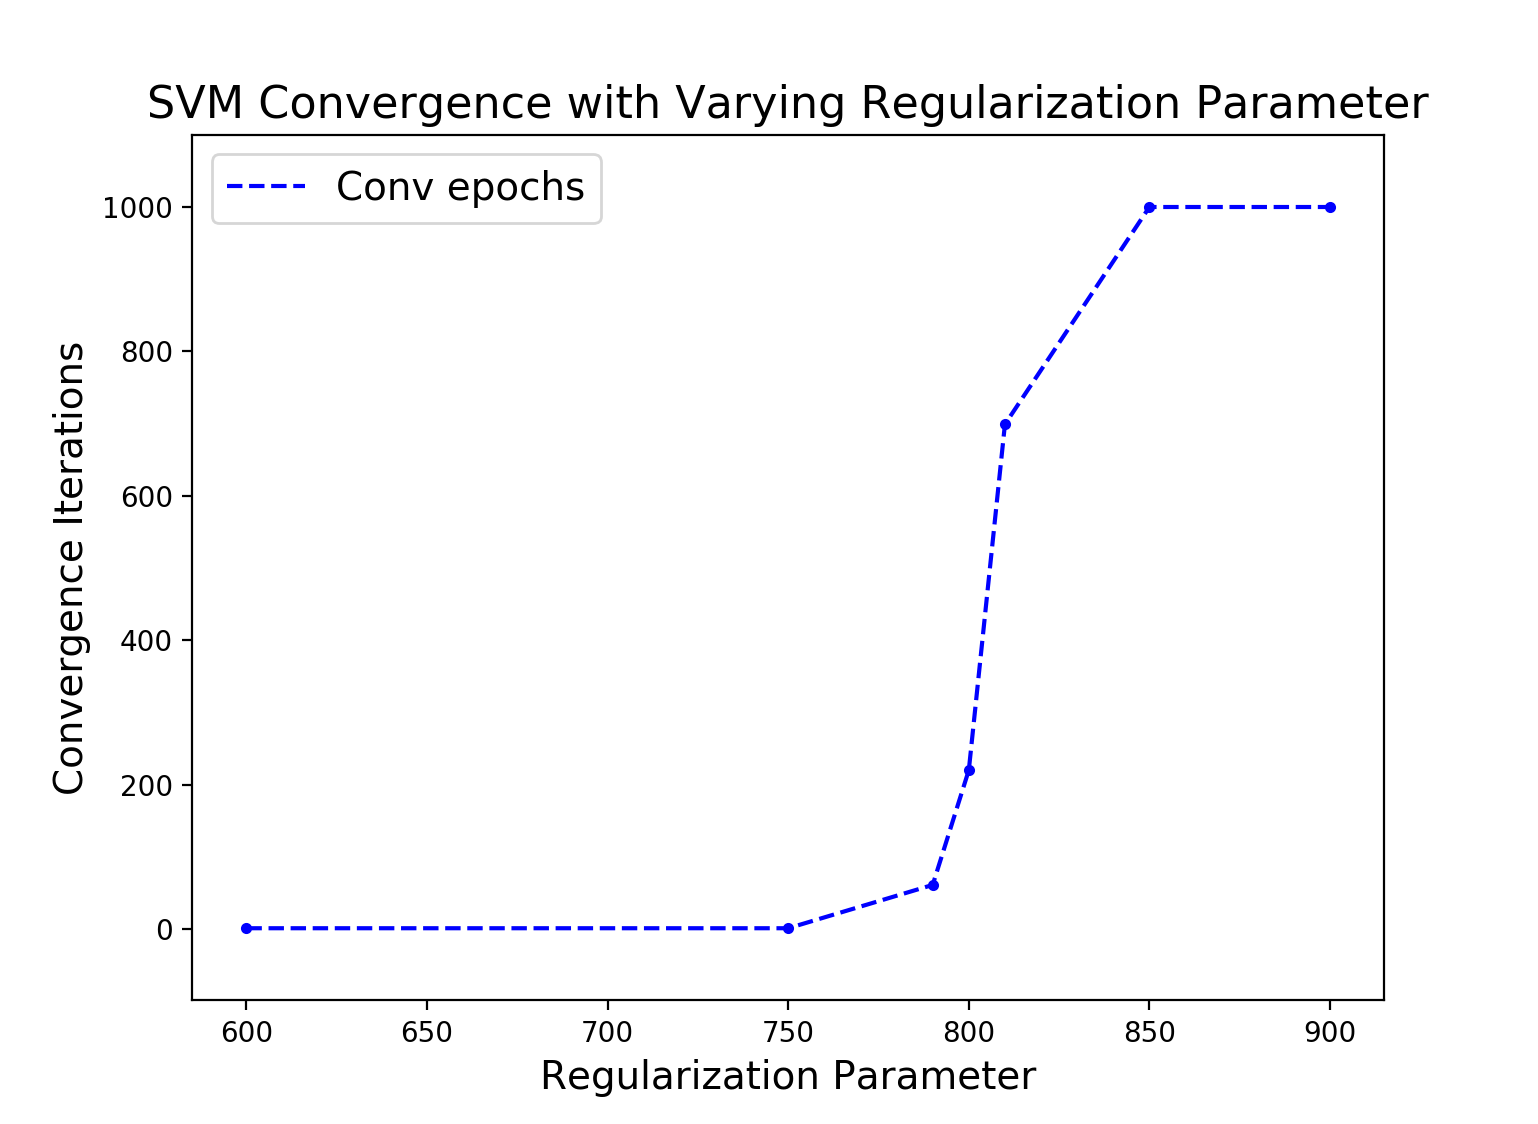 SVM Convergence with Varying Regularization Parameter
Conv epochs
1000
800
600
400
200
0
Convergence Iterations
600 650 700 750 800 850 900
Regularization Parameter